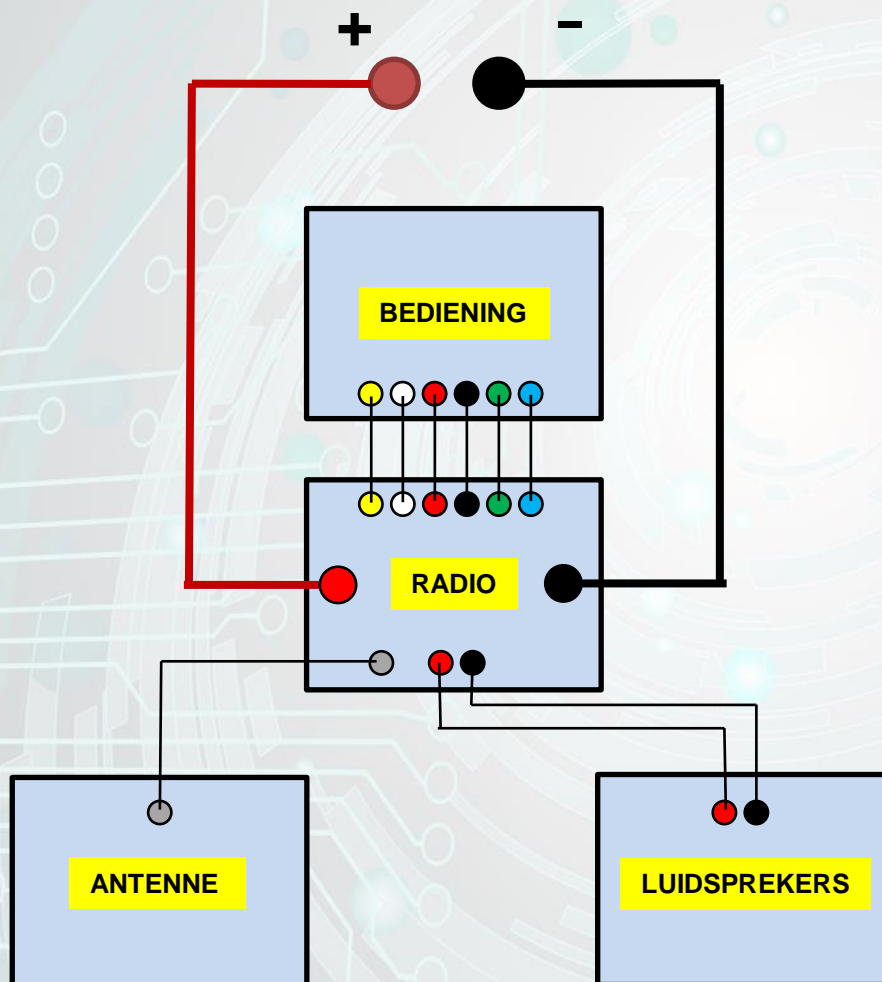 + –
BEDIENING
RADIO
ANTENNE
LUIDSPREKERS